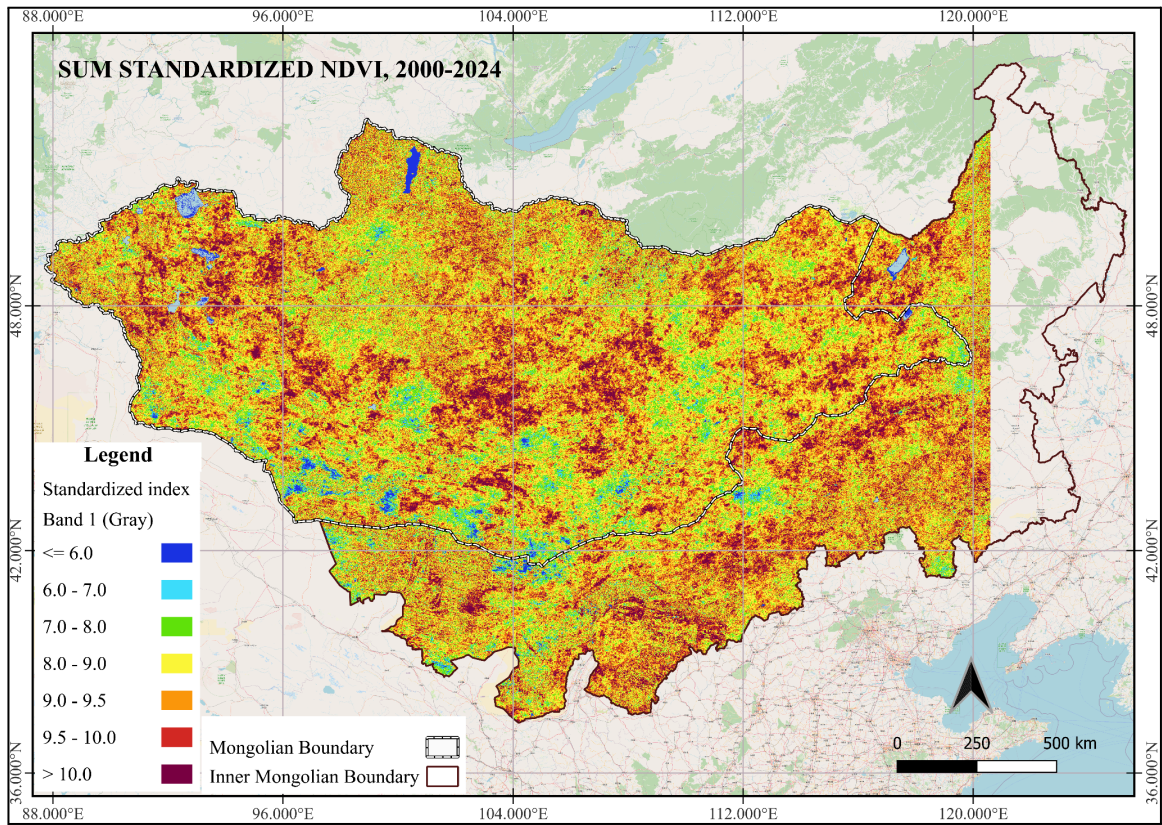 88.000°E 96.000°E 104.000°E 112.000°E 120.000°E
SUM STANDARDIZED NDVI, 2000-2024
48.000°N 48.000°N
42.000°N 42.000°N
36.000°N 36.000°N
Legend
Standardized index
Band 1 (Gray)
<= 6.0
6.0 - 7.0
7.0 - 8.0
8.0 - 9.0
9.0 - 9.5
9.5 - 10.0
> 10.0
Mongolian Boundary
Inner Mongolian Boundary
0 250 500 km
88.000°E 96.000°E 104.000°E 112.000°E 120.000°E